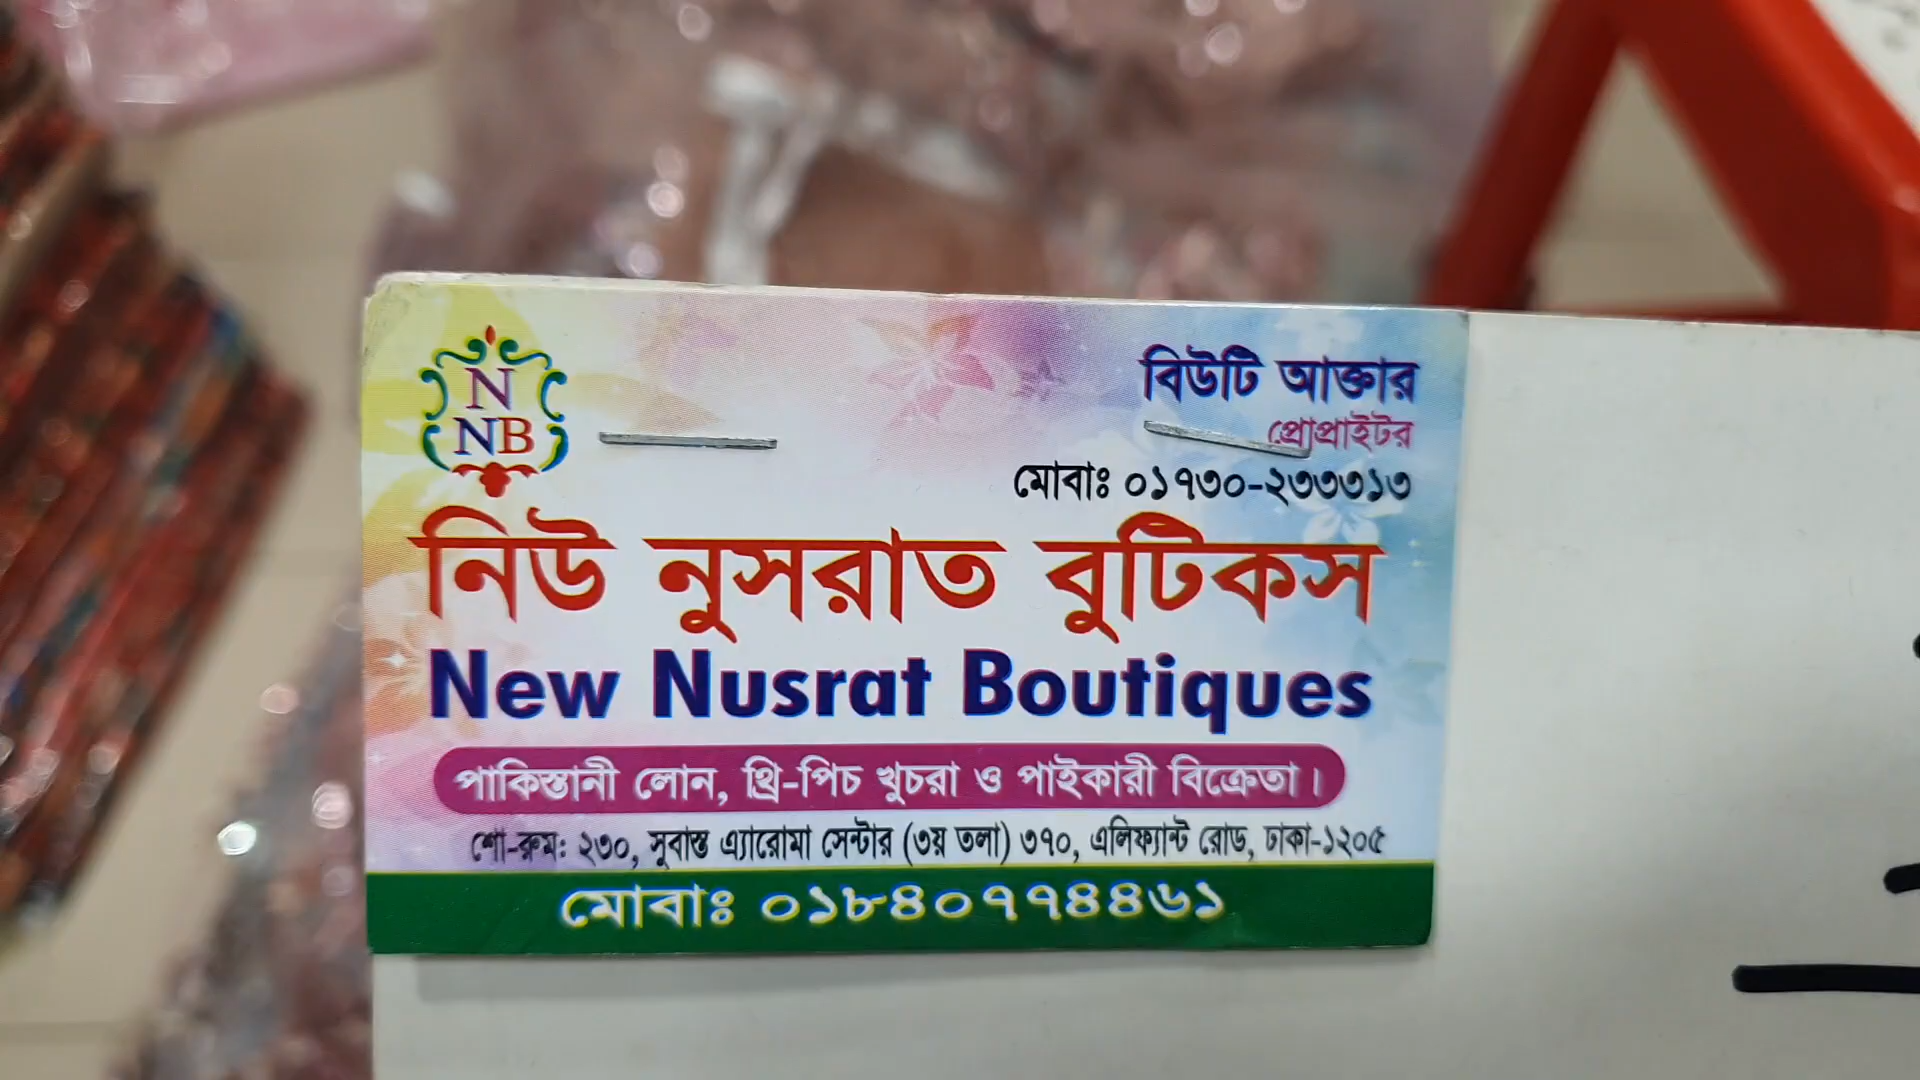 N
NB
বিউটি আক্তার
প্রোপ্রাইটর
মোবাঃ ০১৭৩০-২৩৩৩১৩
নিউ নুসরাত বুটিকস
New Nusrat Boutiques
পাকিস্তানী লোন, থ্রি-পিচ খুচরা ও পাইকারী বিক্রেতা।
শো-রুম: ২৩০, সুবাস্ত এ্যারোমা সেন্টার (৩য় তলা) ৩৭০, এলিফ্যান্ট রোড, ঢাকা-১২০৫
মোবাঃ ০১৮৪০৭৭৪৪৬১